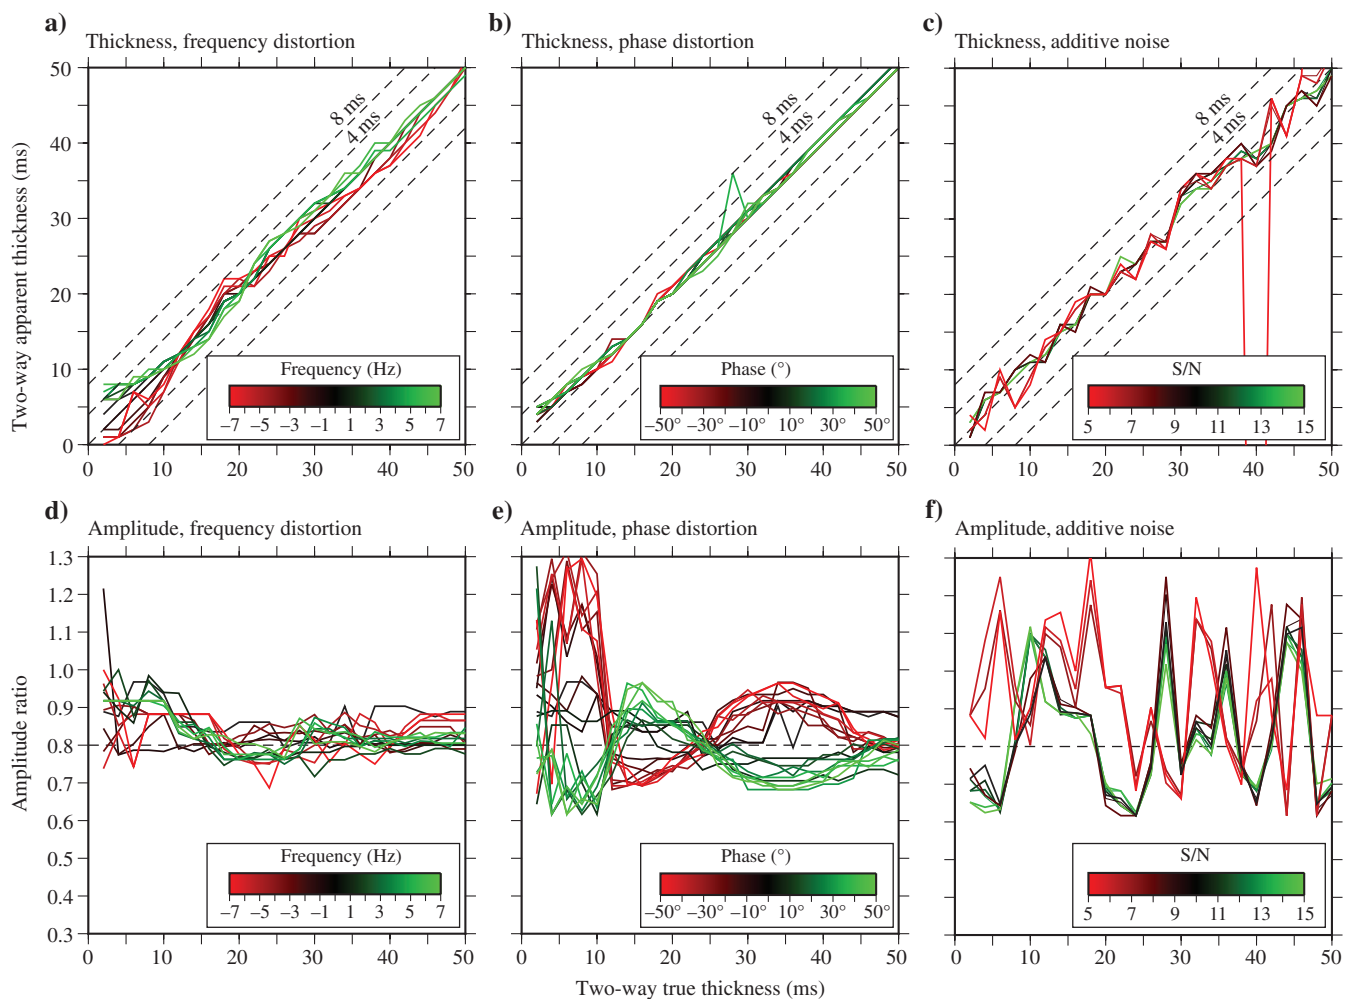 a)
Thickness, frequency distortion
b)
Thickness, phase distortion
c)
Thickness, additive noise
Two-way apparent thickness (ms)
50
40
30
20
10
0
8 ms
4 ms
Frequency (Hz)
–7 –5 –3 –1 1 3 5 7
0 10 20 30 40 50
8 ms
4 ms
Phase (°)
–50° –30° –10° 10° 30° 50°
0 10 20 30 40 50
8 ms
4 ms
S/N
5 7 9 11 13 15
0 10 20 30 40 50
d)
Amplitude, frequency distortion
e)
Amplitude, phase distortion
f)
Amplitude, additive noise
Amplitude ratio
1.3
1.2
1.1
1.0
0.9
0.8
0.7
0.6
0.5
0.4
0.3
Frequency (Hz)
–7 –5 –3 –1 1 3 5 7
0 10 20 30 40 50
Phase (°)
–50° –30° –10° 10° 30° 50°
0 10 20 30 40 50
S/N
5 7 9 11 13 15
0 10 20 30 40 50
Two-way true thickness (ms)